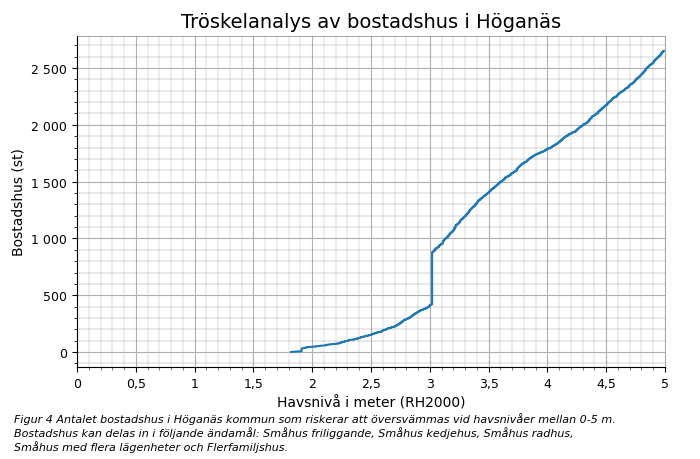 Tröskelanalys av bostadshus i Höganäs
Bostadshus (st)
2 500
2 000
1 500
1 000
500
0
0 0,5 1 1,5 2 2,5 3 3,5 4 4,5 5
Havsnivå i meter (RH2000)
Figur 4 Antalet bostadshus i Höganäs kommun som riskerar att översvämmas vid havsnivåer mellan 0-5 m.
Bostadshus kan delas in i följande ändamål: Småhus friliggande, Småhus kedjehus, Småhus radhus,
Småhus med flera lägenheter och Flerfamiljshus.